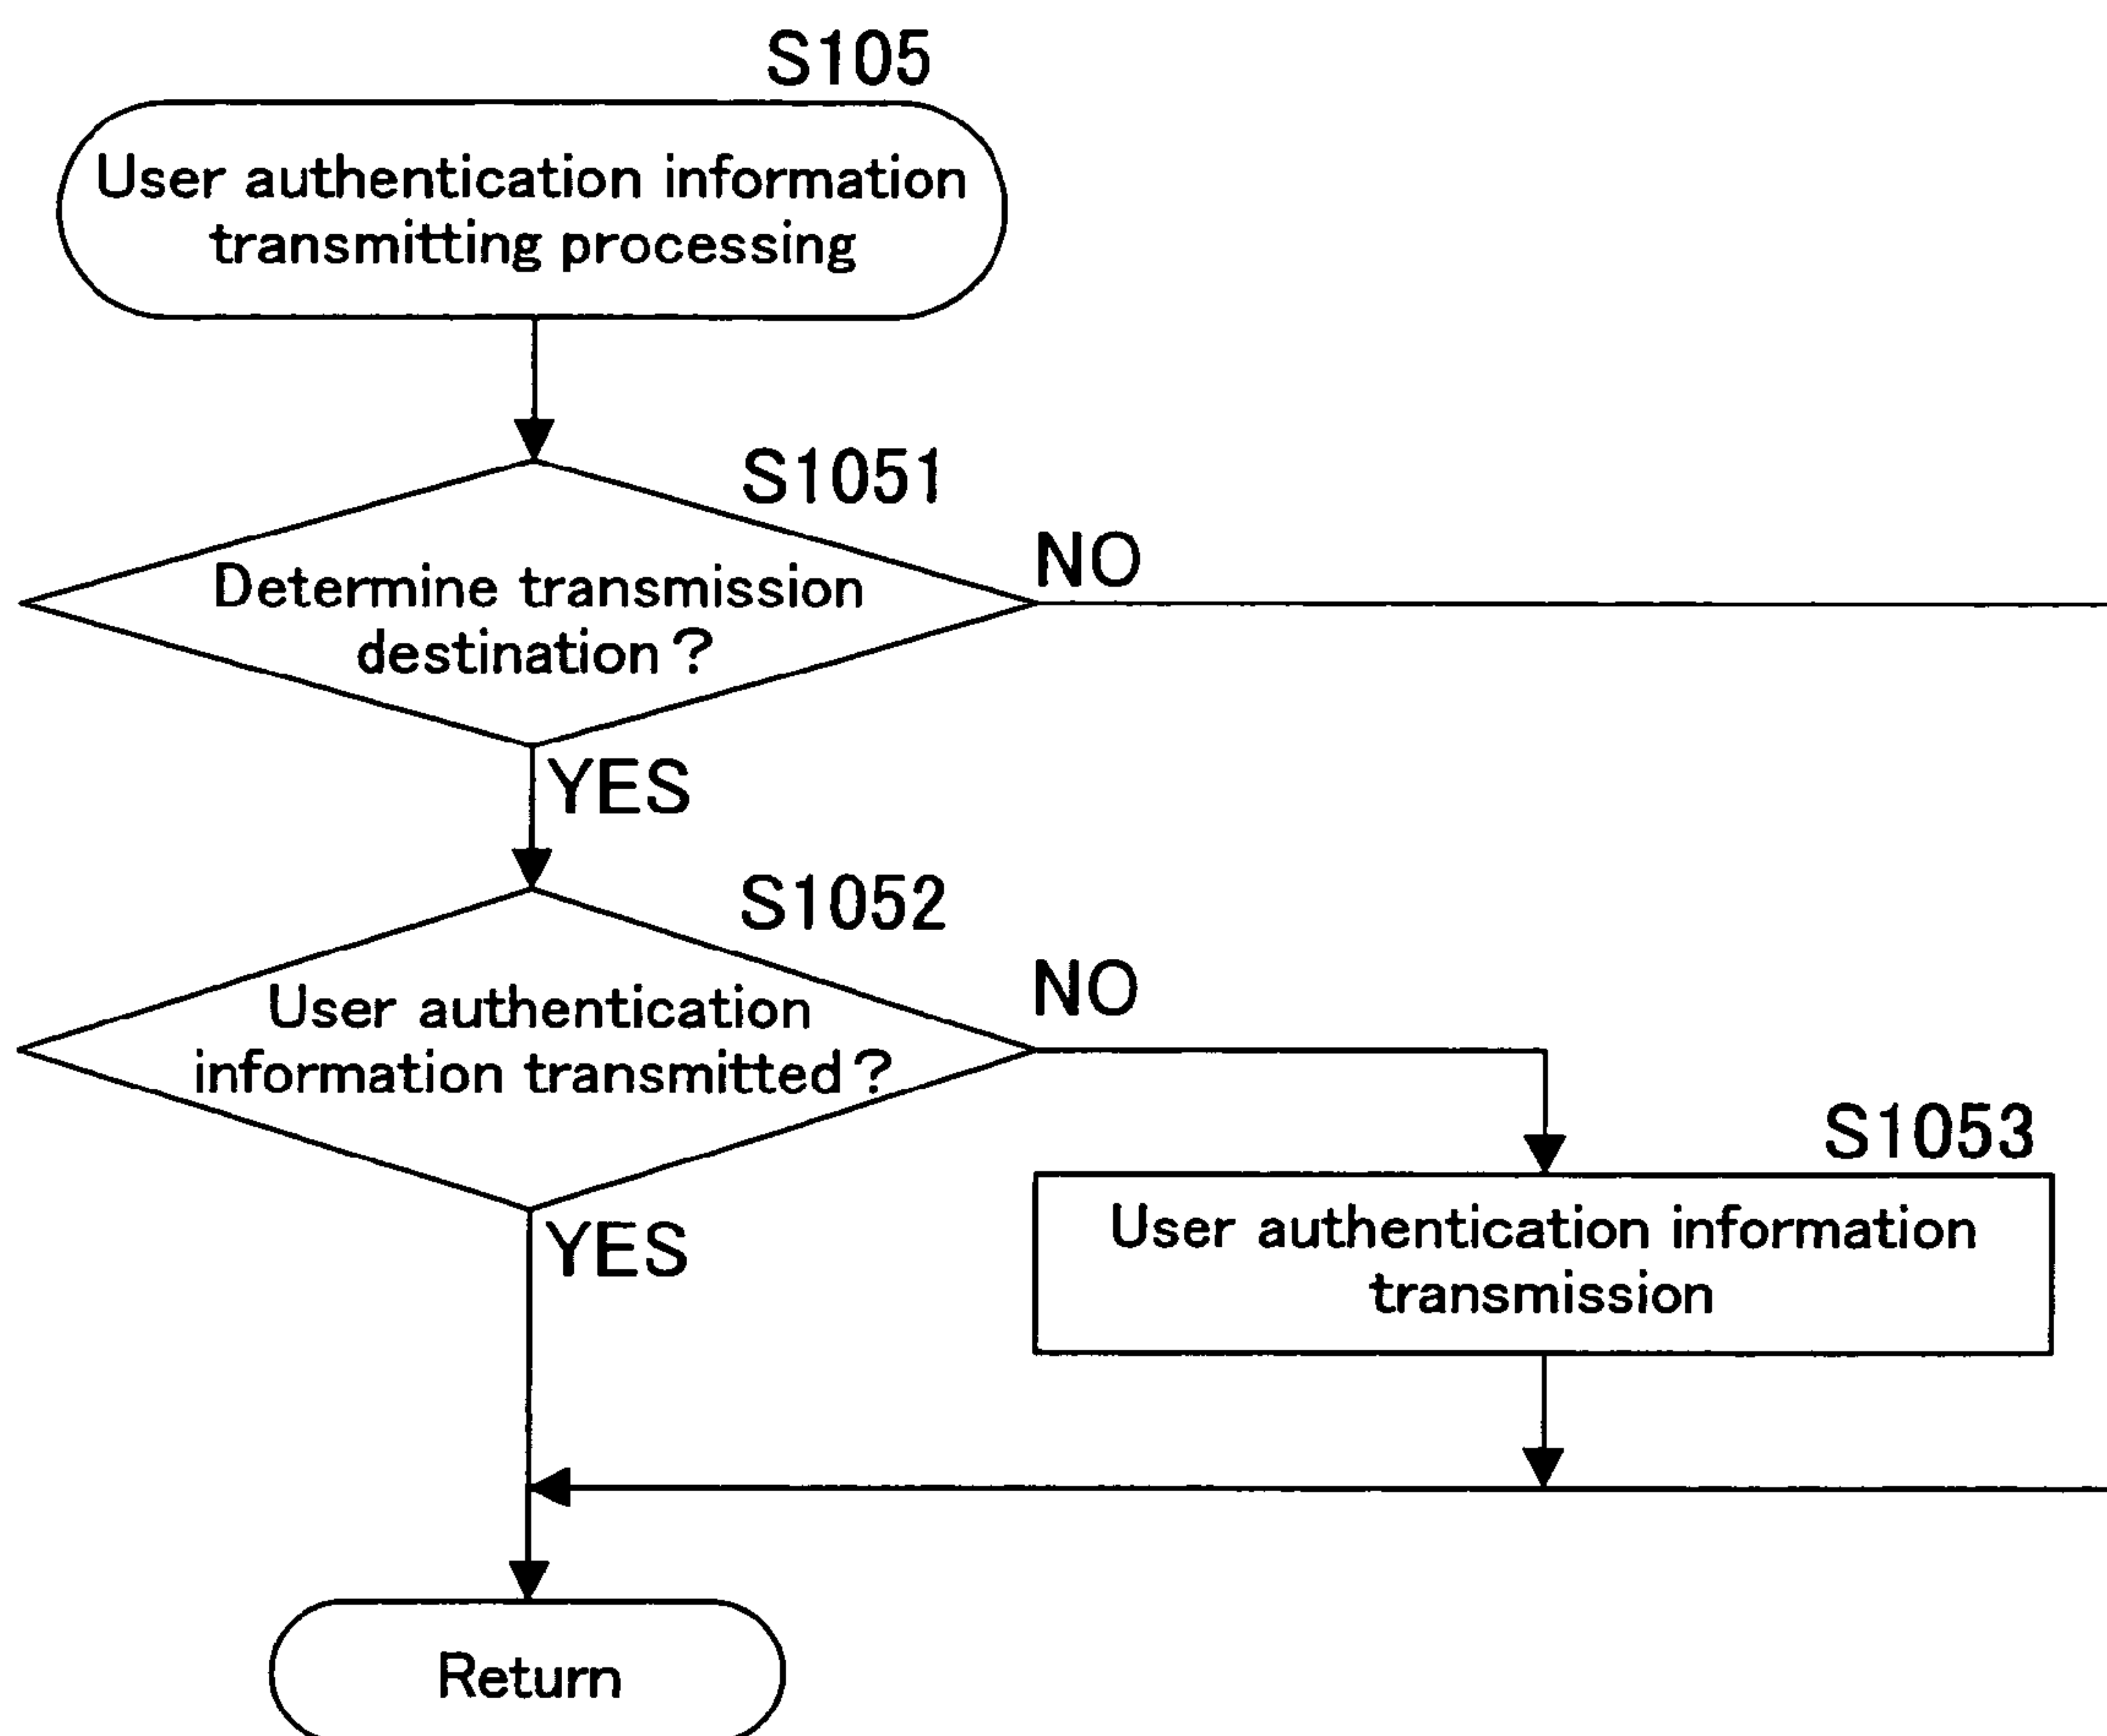 S105
User authentication information
transmitting processing
S1051
NO
Determine transmission
destination?
YES
S1052
NO
User authentication
information transmitted?
S1053
YES
User authentication information
transmission
Return